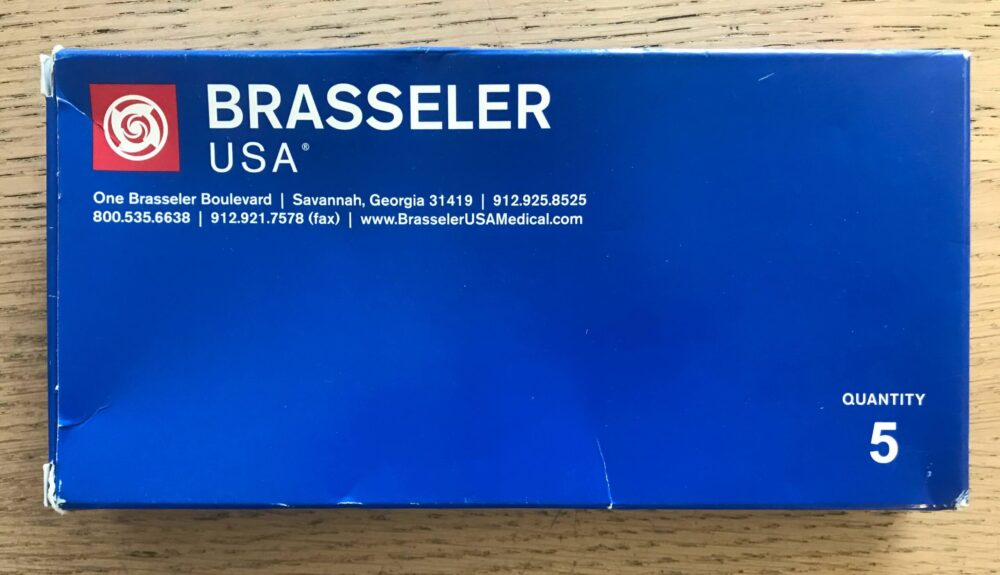 BRASSELER
USA®
One Brasseler Boulevard | Savannah, Georgia 31419 | 912.925.8525
800.535.6638 | 912.921.7578 (fax) | www.BrasselerUSAMedical.com
QUANTITY
5